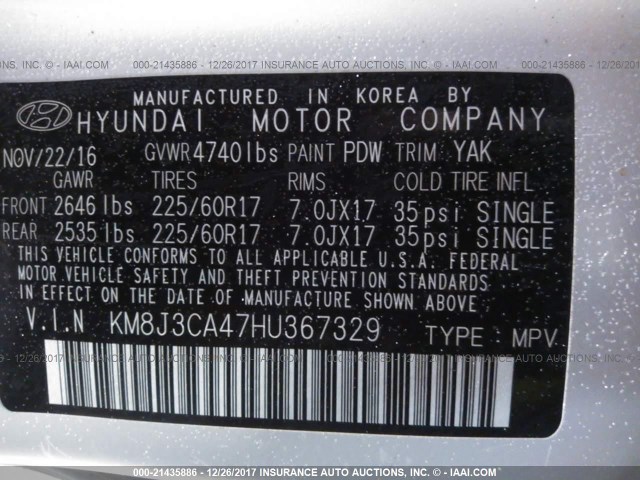 000-21435886 - 12/26/2017 INSURANCE AUTO AUCTIONS, INC. - © IAAI.COM
MANUFACTURED IN KOREA BY
HYUNDAI MOTOR COMPANY
NOV/22/16 GVWR 4740lbs PAINT PDW TRIM YAK
GAWR TIRES RIMS COLD TIRE INFL
FRONT 2646 lbs 225/60R17 7.0JX17 35psi SINGLE
REAR 2535 lbs 225/60R17 7.0JX17 35psi SINGLE
THIS VEHICLE CONFORMS TO ALL APPLICABLE U.S.A. FEDERAL
MOTOR VEHICLE SAFETY AND THEFT PREVENTION STANDARDS
IN EFFECT ON THE DATE OF MANUFACTURE SHOWN ABOVE.
V.I.N KM8J3CA47HU367329 TYPE : MPV
000-21435886 - 12/26/2017 INSURANCE AUTO AUCTIONS, INC. - © IAAI.COM